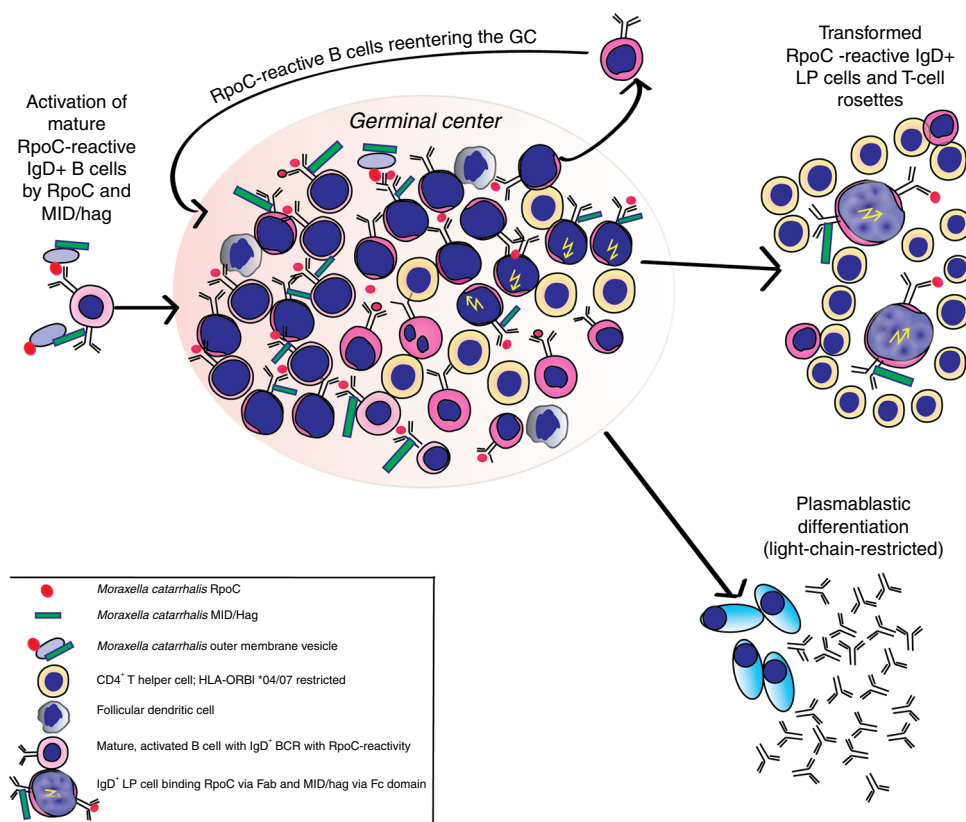 RpoC-reactive B cells reentering the GC
Activation of
mature
RpoC-reactive
IgD+ B cells
by RpoC and
MID/hag
Germinal center
Transformed
RpoC -reactive IgD+
LP cells and T-cell
rosettes
Plasmablastic
differentiation
(light-chain-restricted)
Moraxella catarrhalis RpoC
Moraxella catarrhalis MID/Hag
Moraxella catarrhalis outer membrane vesicle
CD4+ T helper cell; HLA-ORBI *04/07 restricted
Follicular dendritic cell
Mature, activated B cell with IgD+ BCR with RpoC-reactivity
IgD+ LP cell binding RpoC via Fab and MID/hag via Fc domain